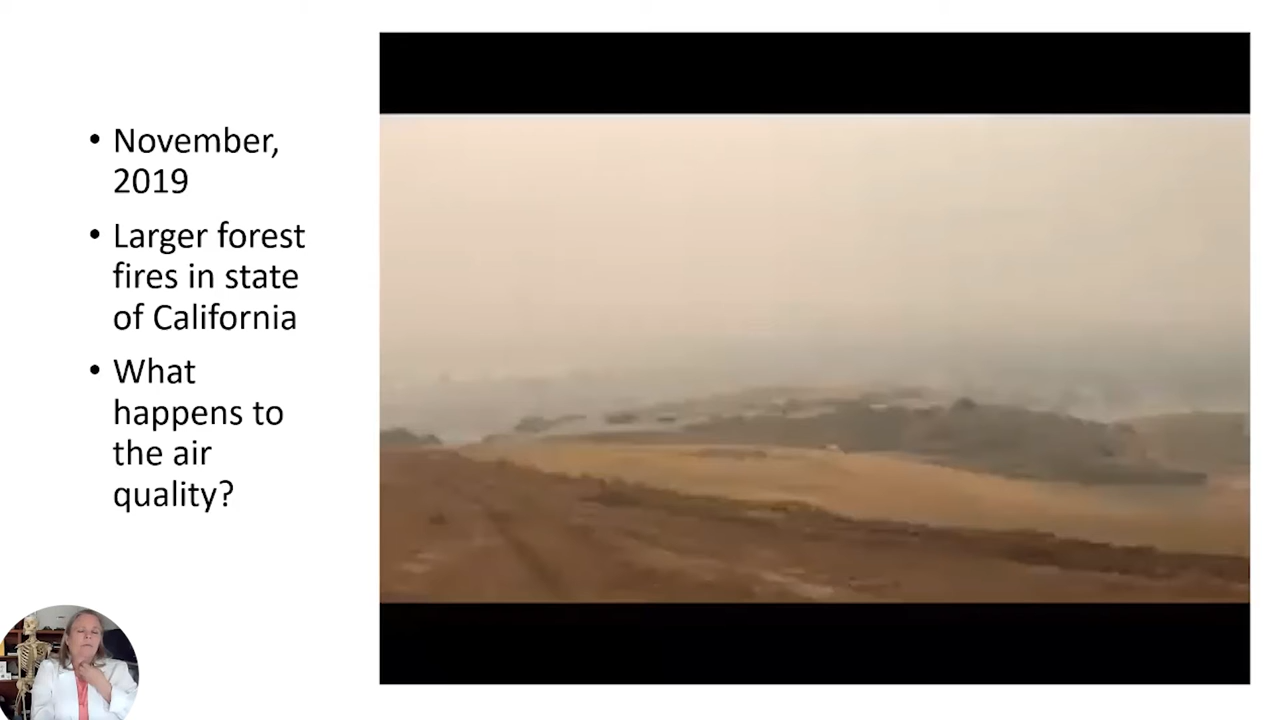 • November,
2019
• Larger forest
fires in state
of California
• What
happens to
the air
quality?